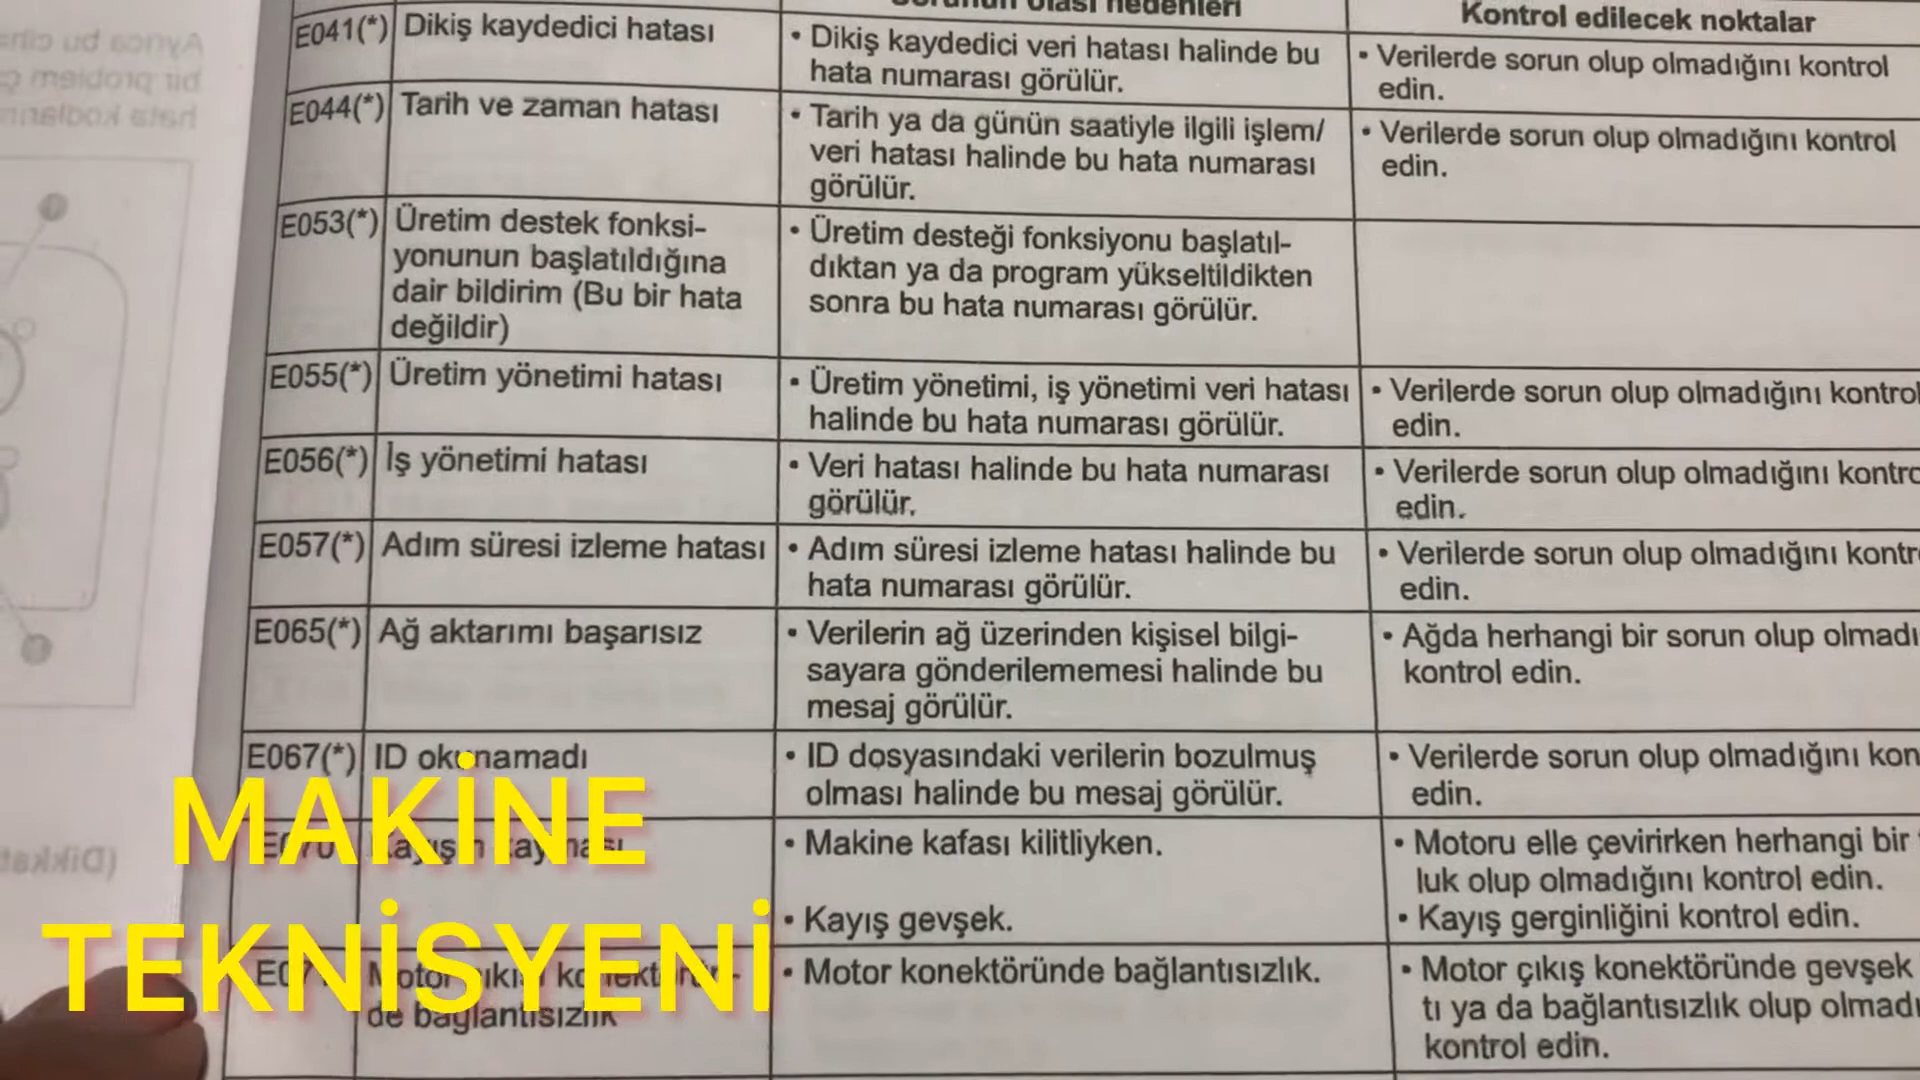 Sorunun olası nedenleri
Kontrol edilecek noktalar
E041(*) Dikiş kaydedici hatası
• Dikiş kaydedici veri hatası halinde bu
hata numarası görülür.
• Verilerde sorun olup olmadığını kontrol
edin.
E044(*) Tarih ve zaman hatası
• Tarih ya da günün saatiyle ilgili işlem/
veri hatası halinde bu hata numarası
görülür.
• Verilerde sorun olup olmadığını kontrol
edin.
E053(*) Üretim destek fonksi-
yonunun başlatıldığına
dair bildirim (Bu bir hata
değildir)
• Üretim desteği fonksiyonu başlatıl-
dıktan ya da program yükseltildikten
sonra bu hata numarası görülür.
E055(*) Üretim yönetimi hatası
• Üretim yönetimi, iş yönetimi veri hatası
halinde bu hata numarası görülür.
• Verilerde sorun olup olmadığını kontrol
edin.
E056(*) İş yönetimi hatası
• Veri hatası halinde bu hata numarası
görülür.
• Verilerde sorun olup olmadığını kontro
edin.
E057(*) Adım süresi izleme hatası
• Adım süresi izleme hatası halinde bu
hata numarası görülür.
• Verilerde sorun olup olmadığını kontr
edin.
E065(*) Ağ aktarımı başarısız
• Verilerin ağ üzerinden kişisel bilgi-
sayara gönderilememesi halinde bu
mesaj görülür.
• Ağda herhangi bir sorun olup olmadı
kontrol edin.
E067(*) ID okunamadı
• ID dosyasındaki verilerin bozulmuş
olması halinde bu mesaj görülür.
• Verilerde sorun olup olmadığını kon
edin.
E070 Kayışın kayması
• Makine kafası kilitliyken.
• Kayış gevşek.
• Motoru elle çevirirken herhangi bir
luk olup olmadığını kontrol edin.
• Kayış gerginliğini kontrol edin.
Motor çıkış
de bağlantısızlık
• Motor konektöründe bağlantısızlık.
• Motor çıkış konektöründe gevşek
tı ya da bağlantısızlık olup olmadı
kontrol edin.
MAKİNE
TEKNİSYENİ